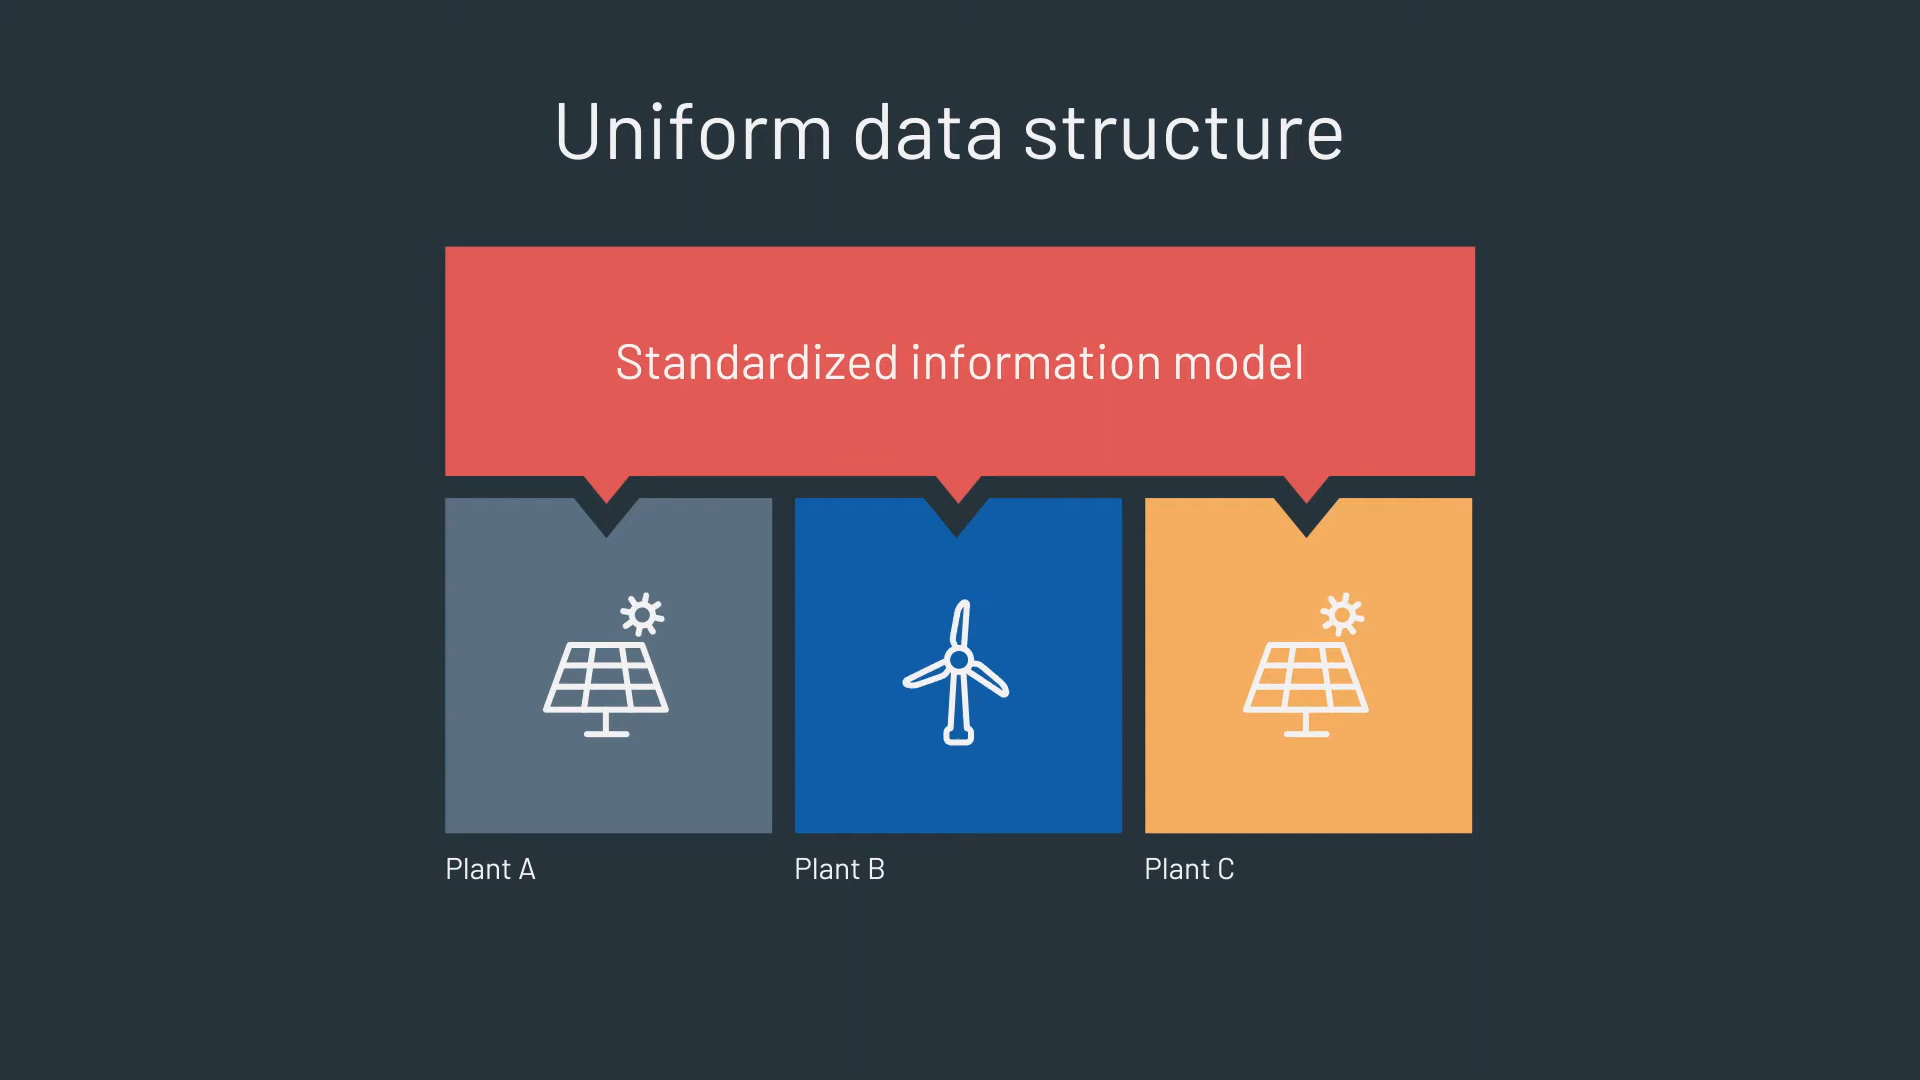 Uniform data structure
Standardized information model
Plant A
Plant B
Plant C